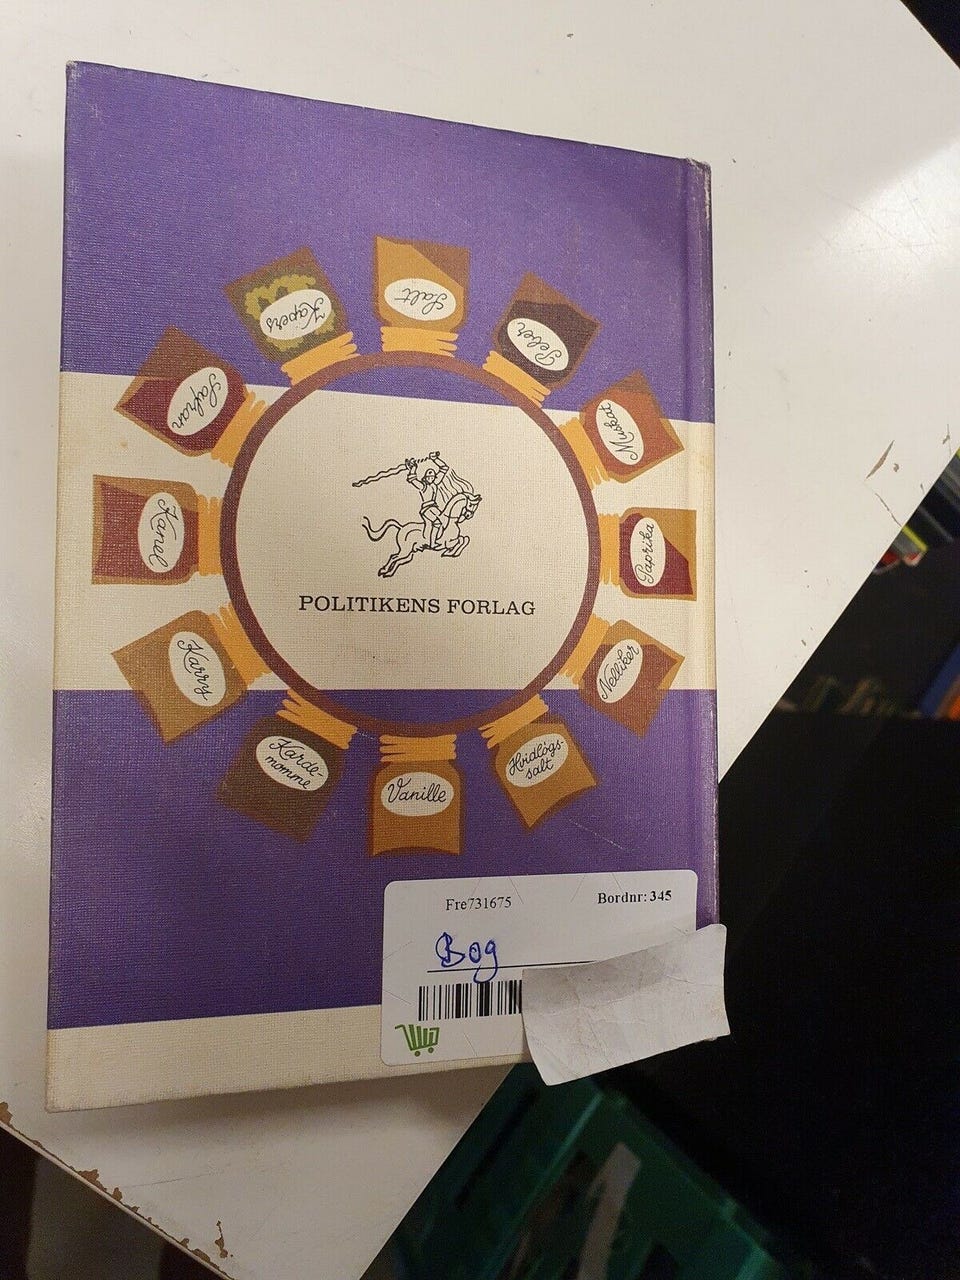 Salt
Peber
Muskat
Paprika
Nelliker
Hvidløgs-
salt
Vanille
Karde-
momme
Karry
Kanel
Safran
Kapers
POLITIKENS FORLAG
Fre731675
Bordnr: 345
Bog